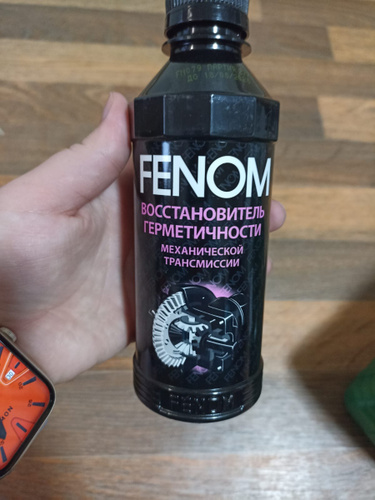 FENOM
ВОССТАНОВИТЕЛЬ
ГЕРМЕТИЧНОСТИ
МЕХАНИЧЕСКОЙ
ТРАНСМИССИИ
FENOM